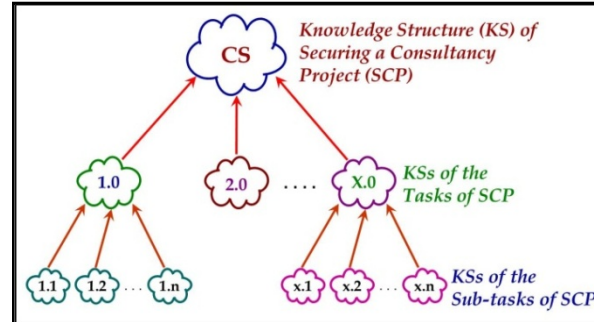 CS
Knowledge Structure (KS) of
Securing a Consultancy
Project (SCP)
1.0
2.0
....
X.0
KSs of the
Tasks of SCP
1.1
1.2
...
1.n
x.1
x.2
...
x.n
KSs of the
Sub-tasks of SCP